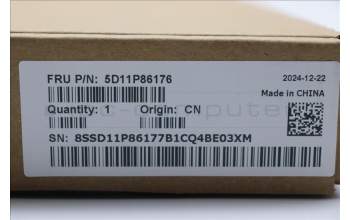 FRU P/N: 5D11P86176
2024-12-22
Made in CHINA
Quantity: 1 Origin: CN
SN: 8SSD11P86177B1CQ4BE03XM